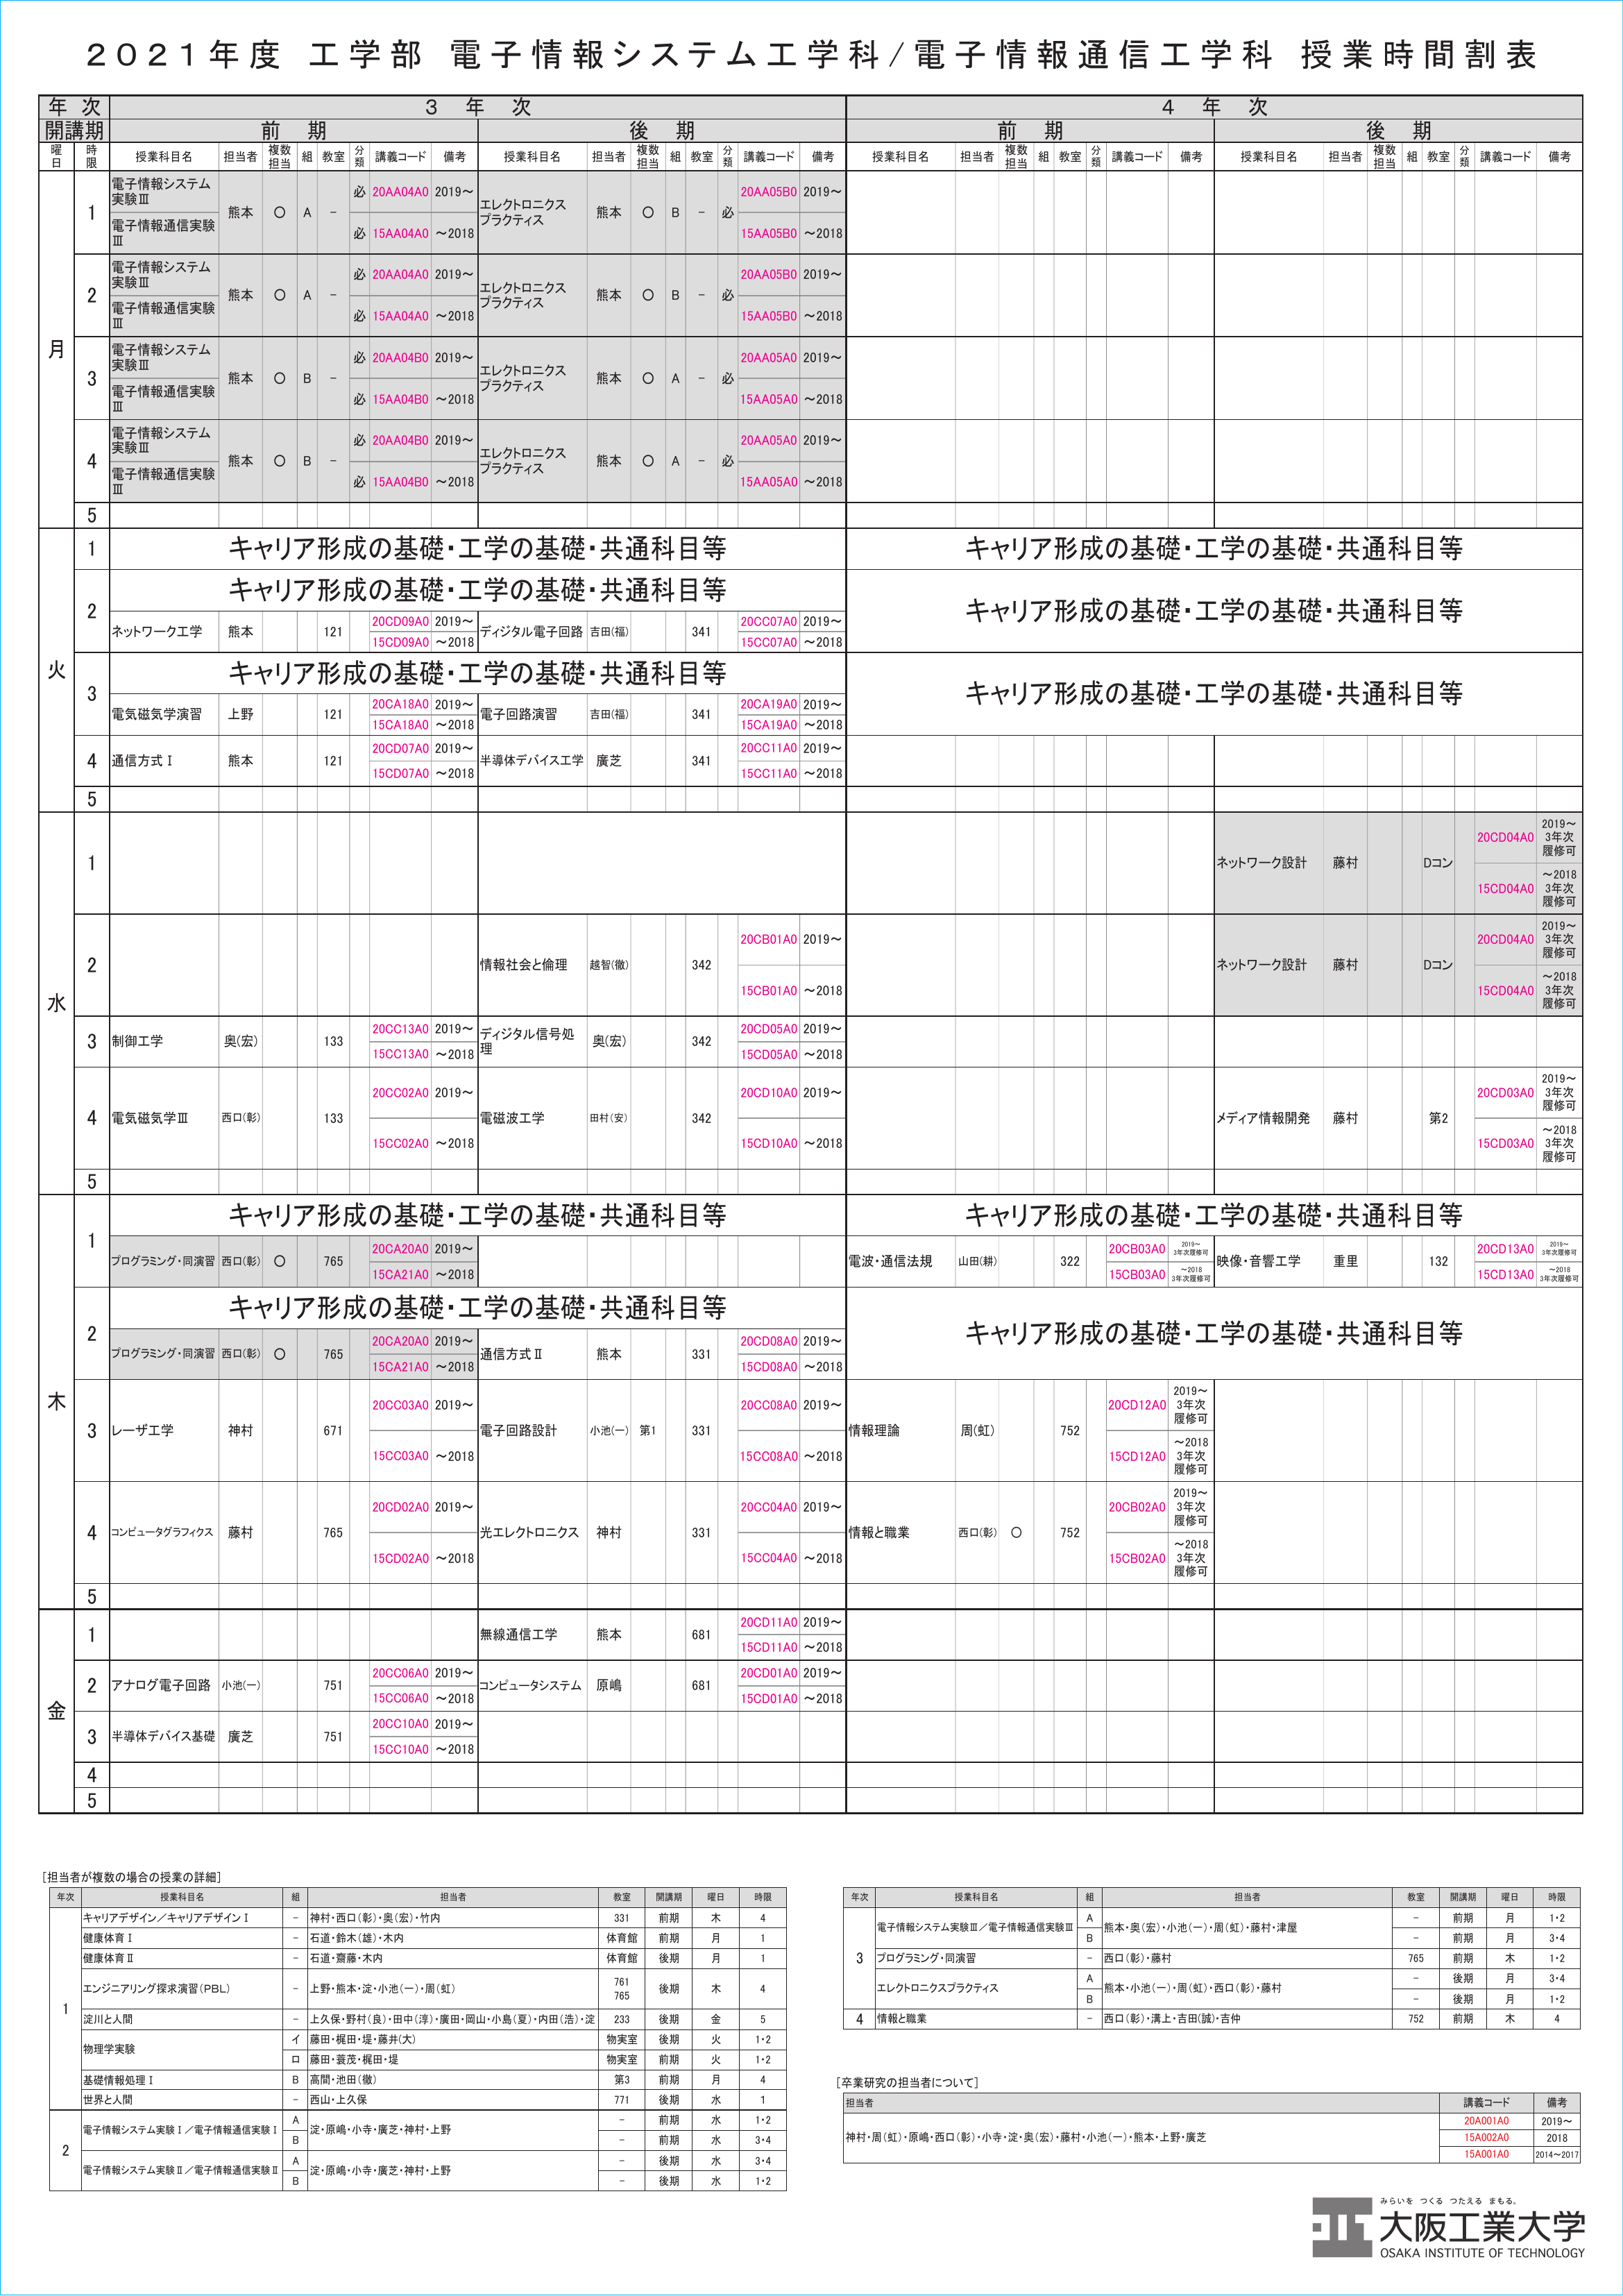 2021年度 工学部 電子情報システム工学科/電子情報通信工学科 授業時間割表
年次 3年次 4年次
開講期 前期 後期 前期 後期
曜日 時限 授業科目名 担当者 複数担当 組 教室 分類 講義コード 備考 授業科目名 担当者 複数担当 組 教室 分類 講義コード 備考 授業科目名 担当者 複数担当 組 教室 分類 講義コード 備考 授業科目名 担当者 複数担当 組 教室 分類 講義コード 備考
月
1 電子情報システム実験Ⅲ 熊本 ○ A - 必 20AA04A0 2019～ エレクトロニクスプラクティス 熊本 ○ B - 必 20AA05B0 2019～
電子情報通信実験Ⅲ 必 15AA04A0 ～2018 15AA05B0 ～2018
2 電子情報システム実験Ⅲ 熊本 ○ A - 必 20AA04A0 2019～ エレクトロニクスプラクティス 熊本 ○ B - 必 20AA05B0 2019～
電子情報通信実験Ⅲ 必 15AA04A0 ～2018 15AA05B0 ～2018
3 電子情報システム実験Ⅲ 熊本 ○ B - 必 20AA04B0 2019～ エレクトロニクスプラクティス 熊本 ○ A - 必 20AA05A0 2019～
電子情報通信実験Ⅲ 必 15AA04B0 ～2018 15AA05A0 ～2018
4 電子情報システム実験Ⅲ 熊本 ○ B - 必 20AA04B0 2019～ エレクトロニクスプラクティス 熊本 ○ A - 必 20AA05A0 2019～
電子情報通信実験Ⅲ 必 15AA04B0 ～2018 15AA05A0 ～2018
5
火
1 キャリア形成の基礎・工学の基礎・共通科目等 キャリア形成の基礎・工学の基礎・共通科目等
2 キャリア形成の基礎・工学の基礎・共通科目等 キャリア形成の基礎・工学の基礎・共通科目等
ネットワーク工学 熊本 121 20CD09A0 2019～ ディジタル電子回路 吉田(福) 341 20CC07A0 2019～
15CD09A0 ～2018 15CC07A0 ～2018
3 キャリア形成の基礎・工学の基礎・共通科目等 キャリア形成の基礎・工学の基礎・共通科目等
電気磁気学演習 上野 121 20CA18A0 2019～ 電子回路演習 吉田(福) 341 20CA19A0 2019～
15CA18A0 ～2018 15CA19A0 ～2018
4 通信方式Ⅰ 熊本 121 20CD07A0 2019～ 半導体デバイス工学 廣芝 341 20CC11A0 2019～
15CD07A0 ～2018 15CC11A0 ～2018
5
水
1 ネットワーク設計 藤村 Dコン 20CD04A0 2019～3年次履修可
15CD04A0 ～2018 3年次履修可
2 情報社会と倫理 越智(徹) 342 20CB01A0 2019～ ネットワーク設計 藤村 Dコン 20CD04A0 2019～3年次履修可
15CB01A0 ～2018 15CD04A0 ～2018 3年次履修可
3 制御工学 奥(宏) 133 20CC13A0 2019～ ディジタル信号処理 奥(宏) 342 20CD05A0 2019～
15CC13A0 ～2018 15CD05A0 ～2018
4 電気磁気学Ⅲ 西口(彰) 133 20CC02A0 2019～ 電磁波工学 田村(安) 342 20CD10A0 2019～ メディア情報開発 藤村 第2 20CD03A0 2019～3年次履修可
15CC02A0 ～2018 15CD10A0 ～2018 15CD03A0 ～2018 3年次履修可
5
木
1 キャリア形成の基礎・工学の基礎・共通科目等 キャリア形成の基礎・工学の基礎・共通科目等
プログラミング・同演習 西口(彰) ○ 765 20CA20A0 2019～ 電波・通信法規 山田(耕) 322 20CB03A0 2019～3年次履修可 映像・音響工学 重里 132 20CD13A0 2019～3年次履修可
15CA21A0 ～2018 15CB03A0 ～2018 3年次履修可 15CD13A0 ～2018 3年次履修可
2 キャリア形成の基礎・工学の基礎・共通科目等 キャリア形成の基礎・工学の基礎・共通科目等
プログラミング・同演習 西口(彰) ○ 765 20CA20A0 2019～ 通信方式Ⅱ 熊本 331 20CD08A0 2019～
15CA21A0 ～2018 15CD08A0 ～2018
3 レーザ工学 神村 671 20CC03A0 2019～ 電子回路設計 小池(一) 第1 331 20CC08A0 2019～ 情報理論 周(虹) 752 20CD12A0 2019～3年次履修可
15CC03A0 ～2018 15CC08A0 ～2018 15CD12A0 ～2018 3年次履修可
4 コンピュータグラフィクス 藤村 765 20CD02A0 2019～ 光エレクトロニクス 神村 331 20CC04A0 2019～ 情報と職業 西口(彰) ○ 752 20CB02A0 2019～3年次履修可
15CD02A0 ～2018 15CC04A0 ～2018 15CB02A0 ～2018 3年次履修可
5
金
1 無線通信工学 熊本 681 20CD11A0 2019～
15CD11A0 ～2018
2 アナログ電子回路 小池(一) 751 20CC06A0 2019～ コンピュータシステム 原嶋 681 20CD01A0 2019～
15CC06A0 ～2018 15CD01A0 ～2018
3 半導体デバイス基礎 廣芝 751 20CC10A0 2019～
15CC10A0 ～2018
4
5
[担当者が複数の場合の授業の詳細]
年次 授業科目名 組 担当者 教室 開講期 曜日 時限
1
キャリアデザイン／キャリアデザインⅠ - 神村・西口(彰)・奥(宏)・竹内 331 前期 木 4
健康体育Ⅰ - 石道・鈴木(雄)・木内 体育館 前期 月 1
健康体育Ⅱ - 石道・齋藤・木内 体育館 後期 月 1
エンジニアリング探求演習(PBL) - 上野・熊本・淀・小池(一)・周(虹) 761 765 後期 木 4
淀川と人間 - 上久保・野村(良)・田中(淳)・廣田・岡山・小島(夏)・内田(浩)・淀 233 後期 金 5
物理学実験 イ 藤田・梶田・堤・藤井(大) 物実室 後期 火 1・2
ロ 藤田・蓑茂・梶田・堤 物実室 前期 火 1・2
基礎情報処理Ⅰ B 高間・池田(徹) 第3 前期 月 4
世界と人間 - 西山・上久保 771 後期 水 1
2
電子情報システム実験Ⅰ／電子情報通信実験Ⅰ A 淀・原嶋・小寺・廣芝・神村・上野 - 前期 水 1・2
B - 前期 水 3・4
電子情報システム実験Ⅱ／電子情報通信実験Ⅱ A 淀・原嶋・小寺・廣芝・神村・上野 - 後期 水 3・4
B - 後期 水 1・2
年次 授業科目名 組 担当者 教室 開講期 曜日 時限
3
電子情報システム実験Ⅲ／電子情報通信実験Ⅲ A 熊本・奥(宏)・小池(一)・周(虹)・藤村・津屋 - 前期 月 1・2
B - 前期 月 3・4
プログラミング・同演習 - 西口(彰)・藤村 765 前期 木 1・2
エレクトロニクスプラクティス A 熊本・小池(一)・周(虹)・西口(彰)・藤村 - 後期 月 3・4
B - 後期 月 1・2
4 情報と職業 - 西口(彰)・溝上・吉田(誠)・吉仲 752 前期 木 4
[卒業研究の担当者について]
担当者 講義コード 備考
神村・周(虹)・原嶋・西口(彰)・小寺・淀・奥(宏)・藤村・小池(一)・熊本・上野・廣芝 20A001A0 2019～
15A002A0 2018
15A001A0 2014～2017
みらいを つくる つたえる まもる。
大阪工業大学
OSAKA INSTITUTE OF TECHNOLOGY